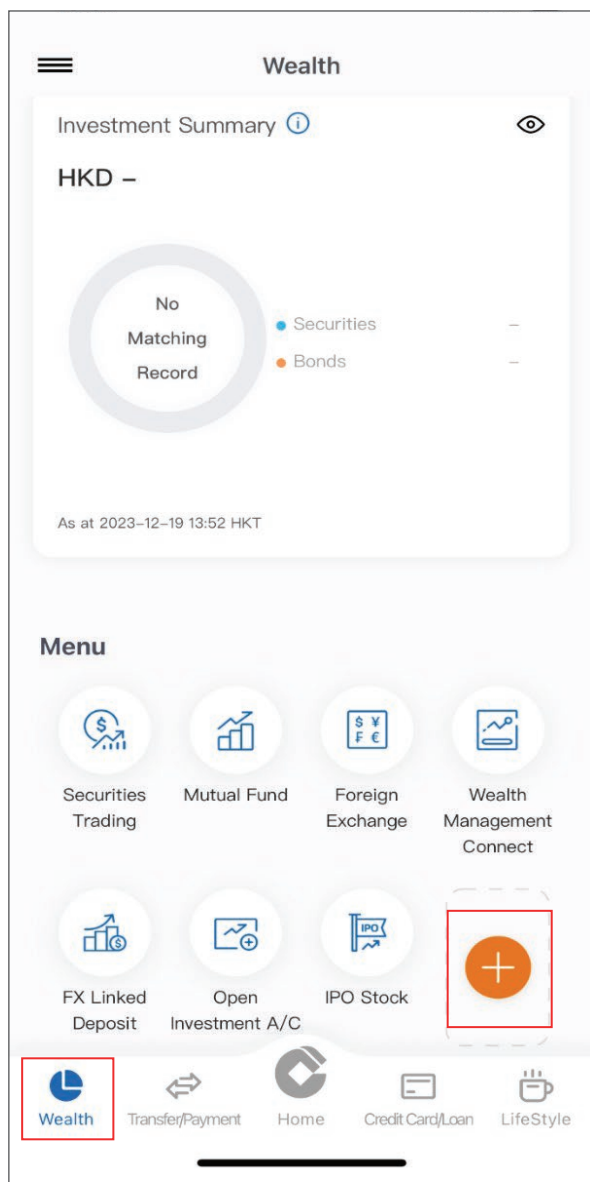 Wealth
Investment Summary
HKD –
No
Matching
Record
Securities –
Bonds –
As at 2023–12–19 13:52 HKT
Menu
Securities
Trading
Mutual Fund
Foreign
Exchange
Wealth
Management
Connect
IPO
FX Linked
Deposit
Open
Investment A/C
IPO Stock
Wealth
Transfer/Payment
Home
Credit Card/Loan
LifeStyle